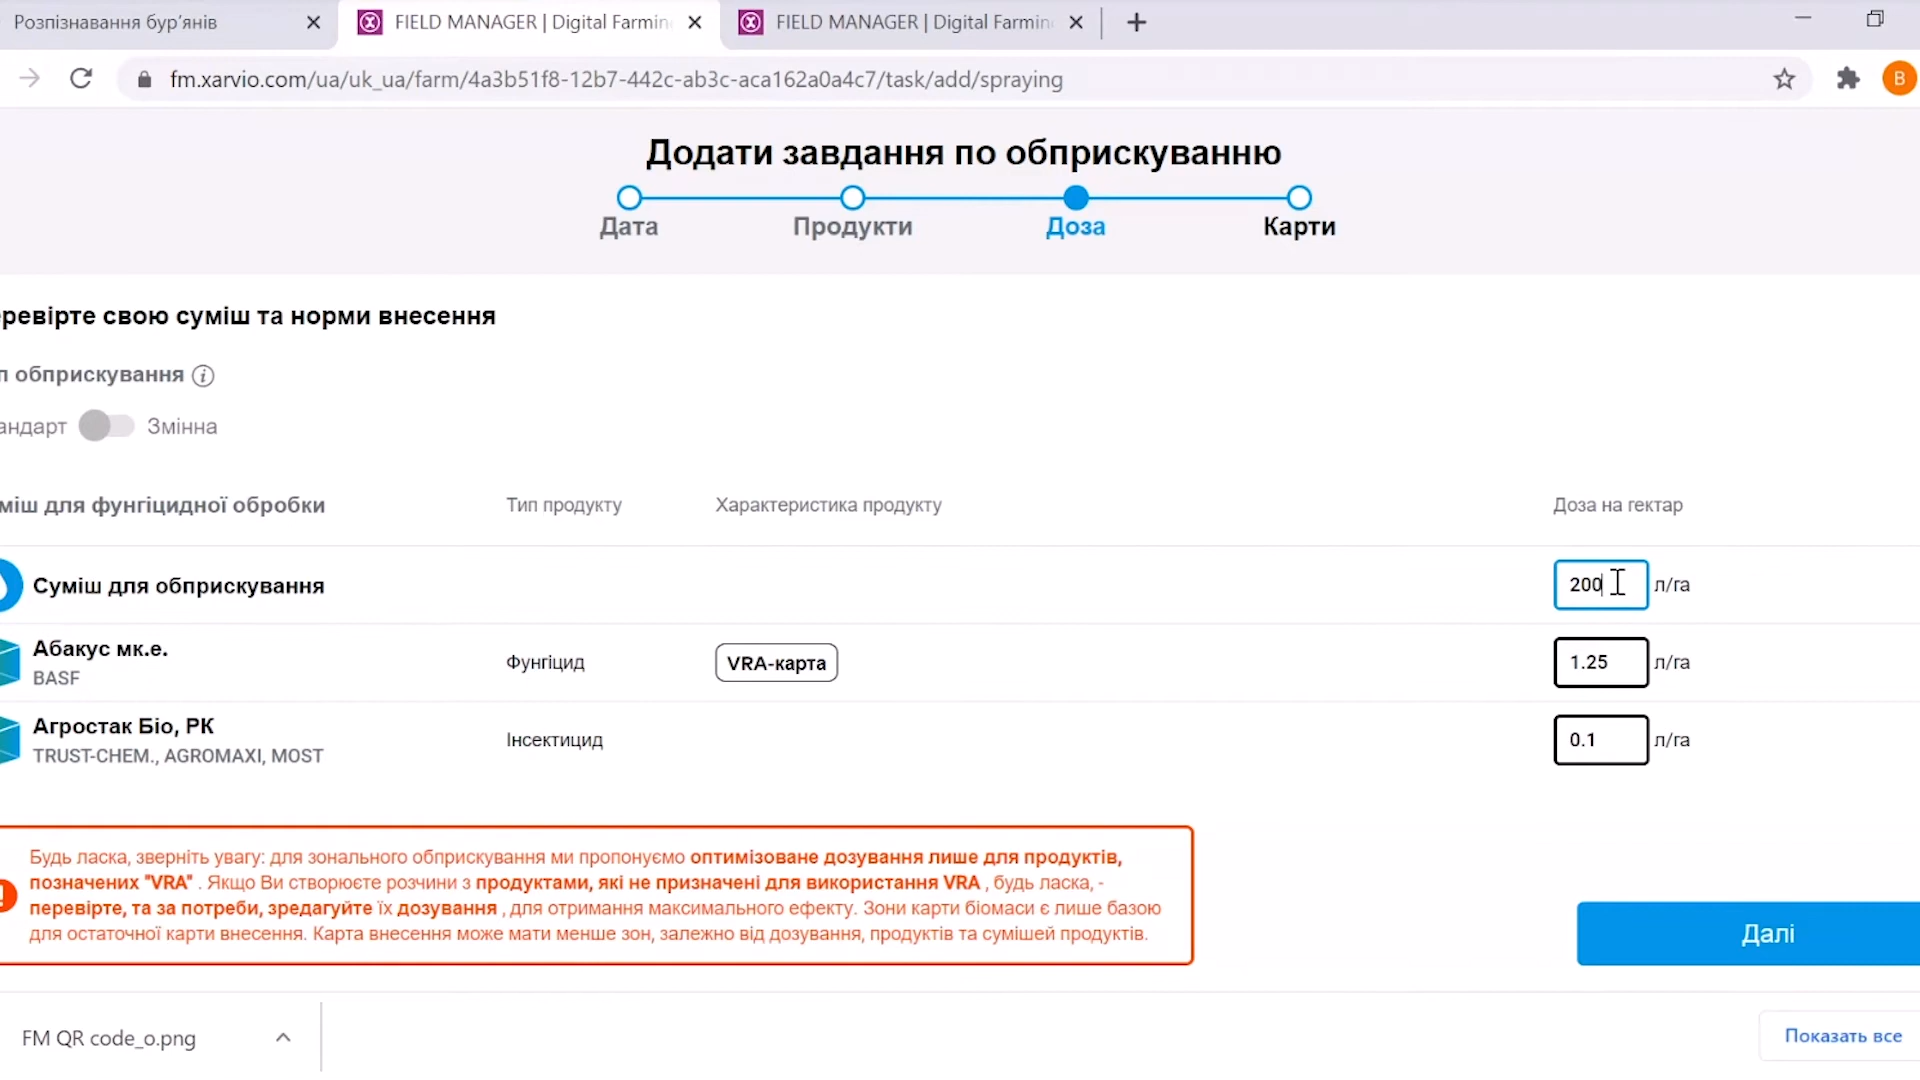 Розпізнавання бур'янів
FIELD MANAGER | Digital Farmin
FIELD MANAGER | Digital Farmin
fm.xarvio.com/ua/uk_ua/farm/4a3b51f8-12b7-442c-ab3c-aca162a0a4c7/task/add/spraying
B
Додати завдання по обприскуванню
Дата
Продукти
Доза
Карти
ревірте свою суміш та норми внесення
п обприскування
андарт Змінна
міш для фунгіцидної обробки Тип продукту Характеристика продукту Доза на гектар
Суміш для обприскування 200 л/га
Абакус мк.е. Фунгіцид VRA-карта 1.25 л/га
BASF
Агростак Біо, РК Інсектицид 0.1 л/га
TRUST-CHEM., AGROMAXI, MOST
Будь ласка, зверніть увагу: для зонального обприскування ми пропонуємо оптимізоване дозування лише для продуктів,
позначених "VRA" . Якщо Ви створюєте розчини з продуктами, які не призначені для використання VRA , будь ласка, -
перевірте, та за потреби, зредагуйте їх дозування , для отримання максимального ефекту. Зони карти біомаси є лише базою
для остаточної карти внесення. Карта внесення може мати менше зон, залежно від дозування, продуктів та сумішей продуктів.
Далі
FM QR code_o.png
Показать все